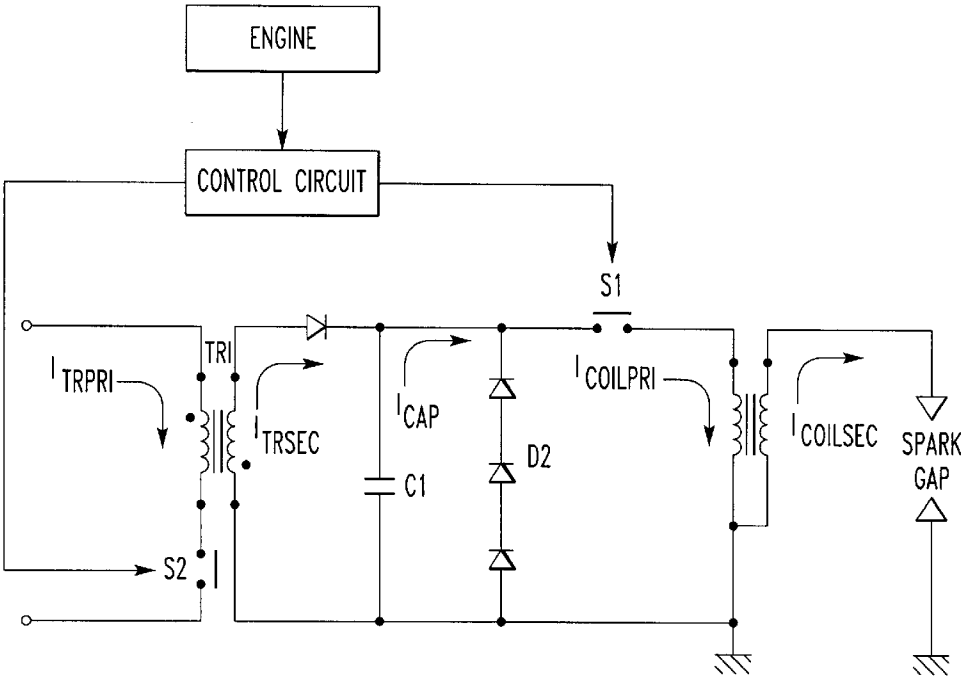 ENGINE
CONTROL CIRCUIT
S1
TRI
I TRPRI
I TRSEC
I CAP
I COILPRI
I COILSEC
SPARK
GAP
C1
D2
S2